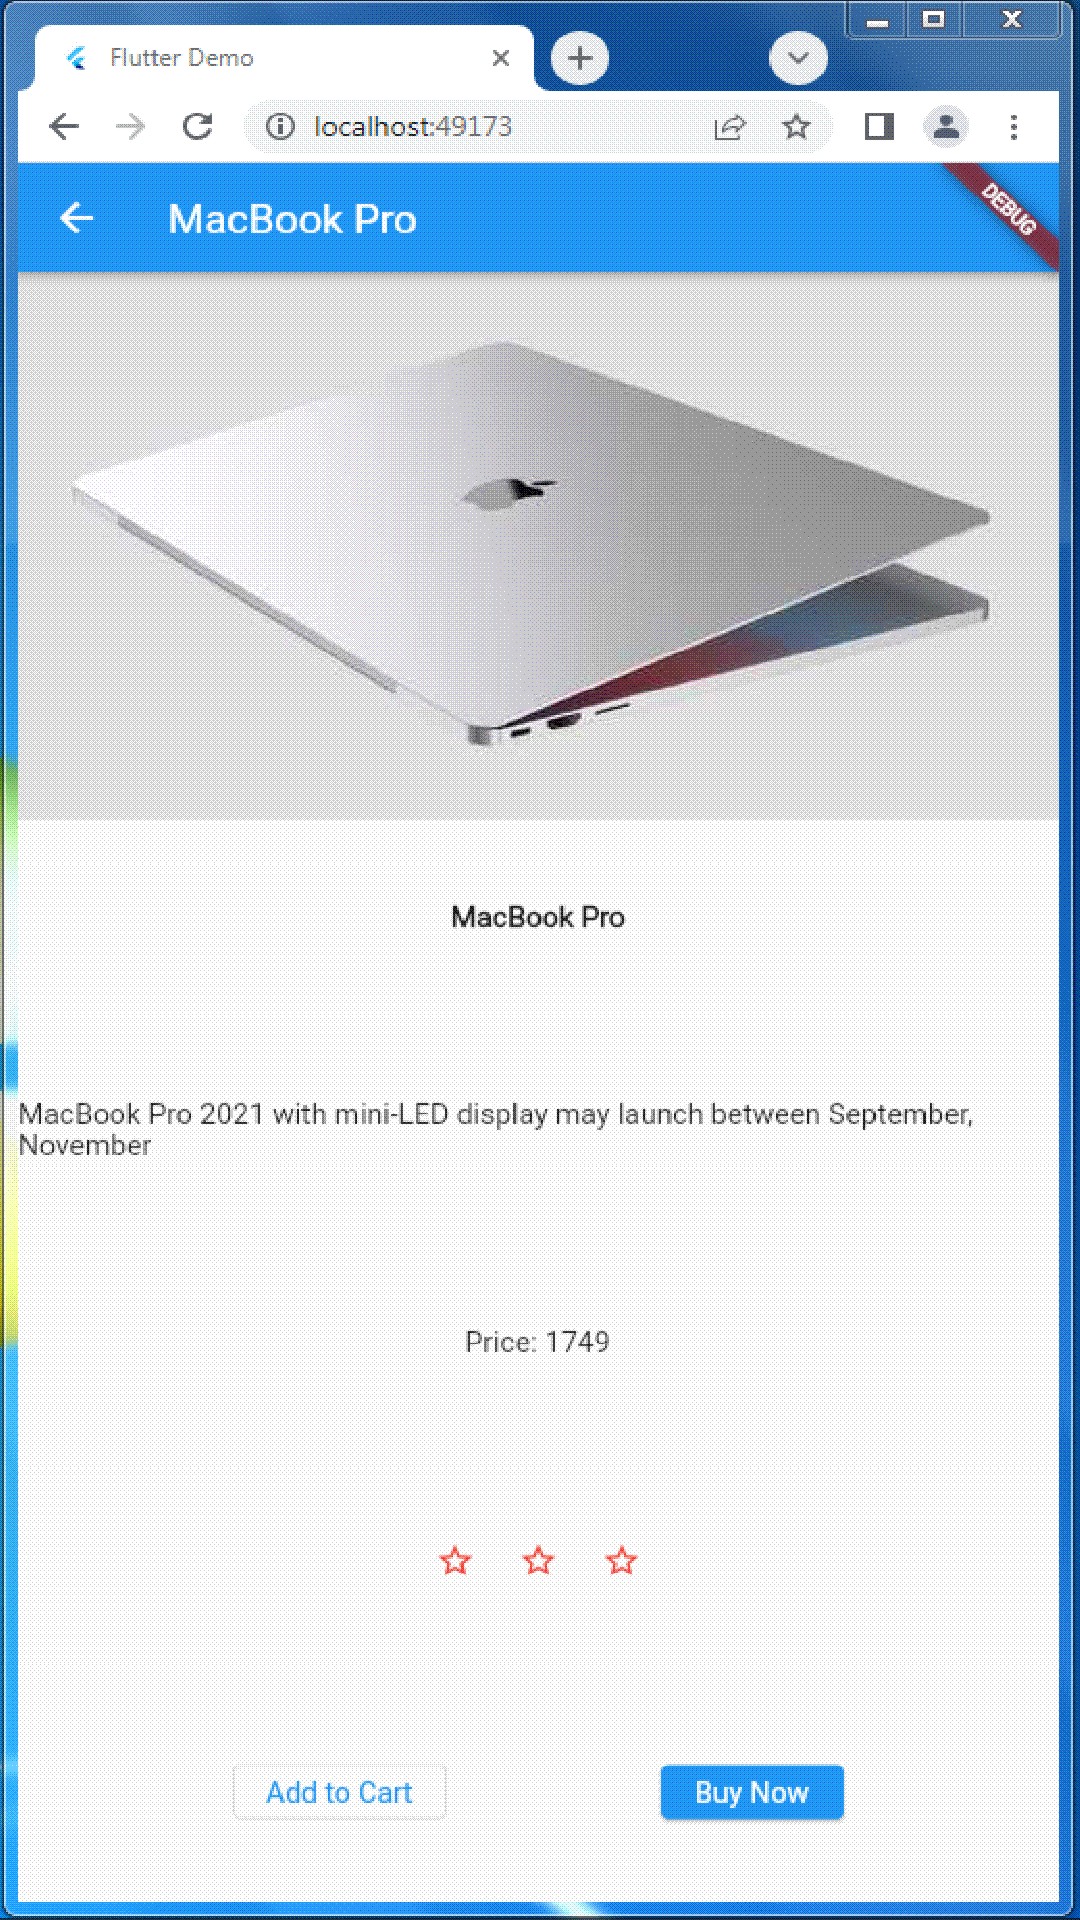 Flutter Demo
localhost:49173
MacBook Pro
DEBUG
MacBook Pro
MacBook Pro 2021 with mini-LED display may launch between September,
November
Price: 1749
Add to Cart
Buy Now